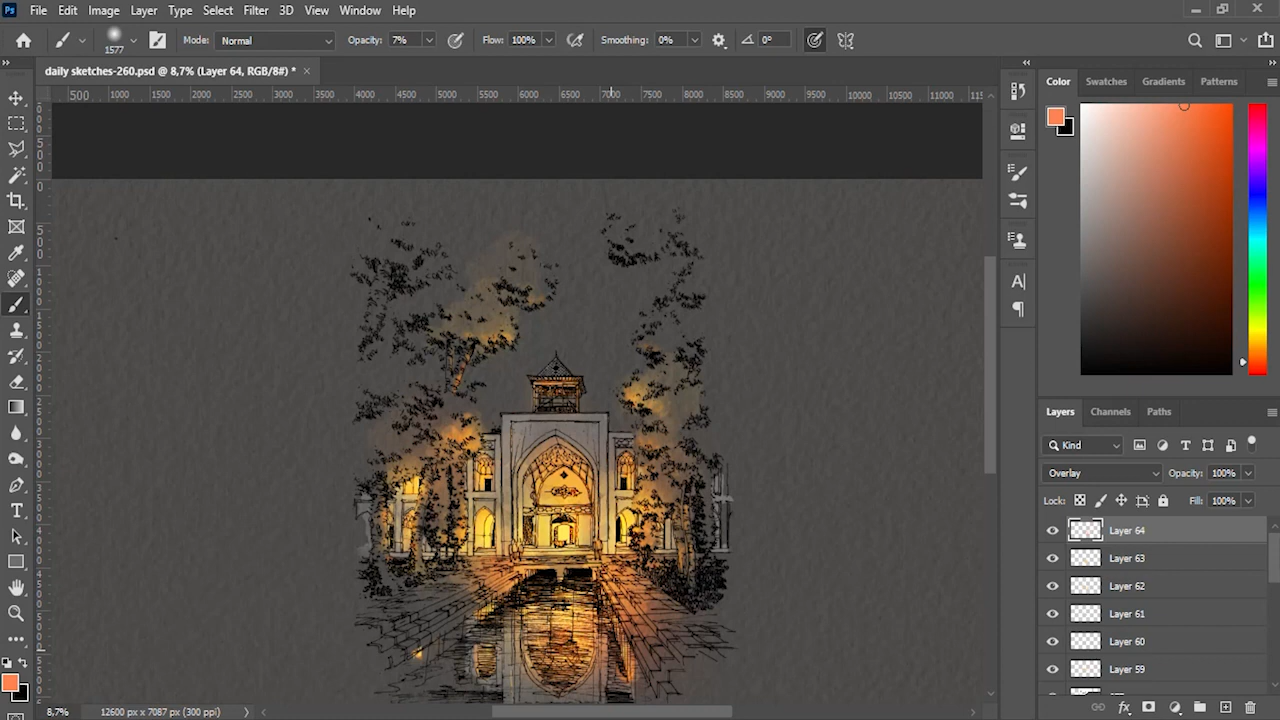 Ps File Edit Image Layer Type Select Filter 3D View Window Help
1577 Mode: Normal Opacity: 7% Flow: 100% Smoothing: 0% 0°
daily sketches-260.psd @ 8,7% (Layer 64, RGB/8#) * ×
500 1000 1500 2000 2500 3000 3500 4000 4500 5000 5500 6000 6500 7000 7500 8000 8500 9000 9500 10000 10500 11000
Color Swatches Gradients Patterns
Layers Channels Paths
Kind
Overlay Opacity: 100%
Lock: Fill: 100%
Layer 64
Layer 63
Layer 62
Layer 61
Layer 60
Layer 59
8,7% 12600 px x 7087 px (300 ppi)